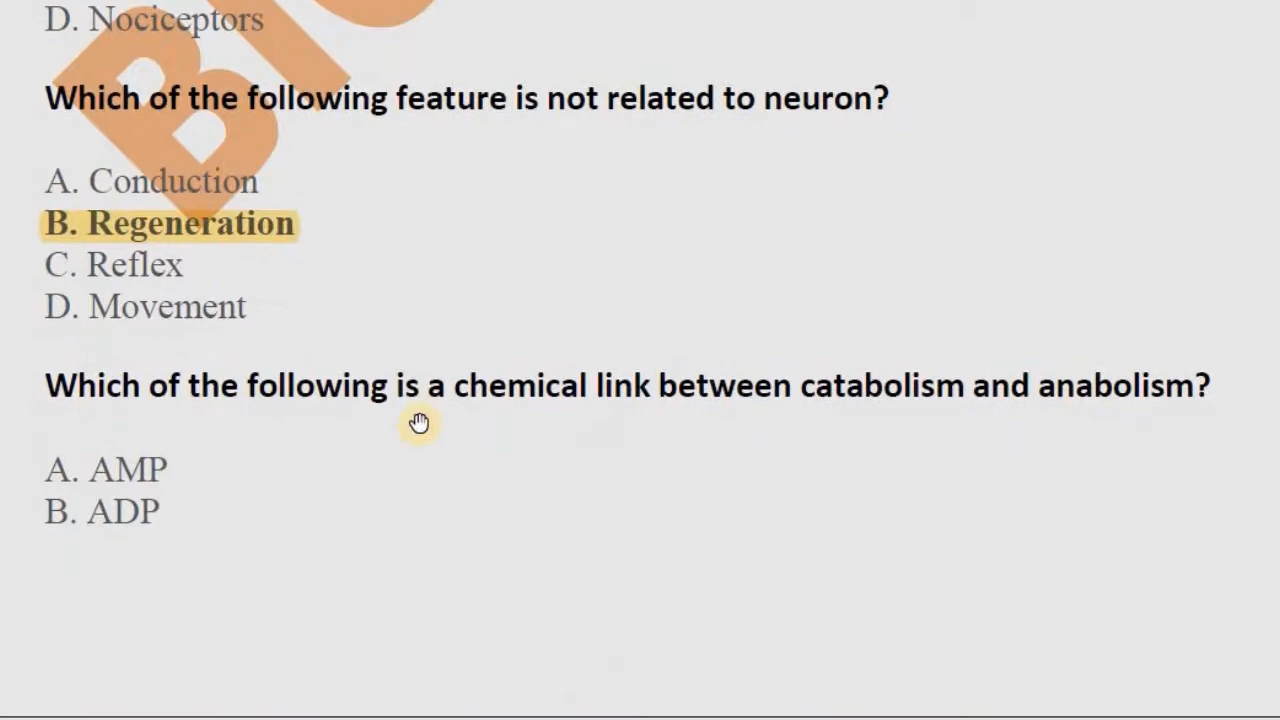 D. Nociceptors
Which of the following feature is not related to neuron?
A. Conduction
B. Regeneration
C. Reflex
D. Movement
Which of the following is a chemical link between catabolism and anabolism?
A. AMP
B. ADP